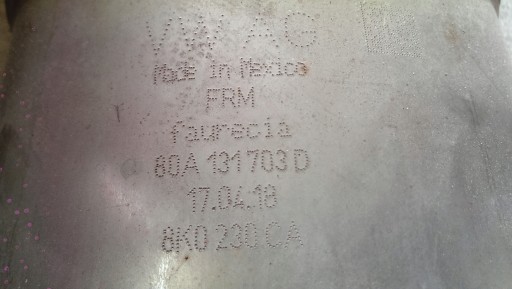 VW AG
Made in Mexico
FRM
faurecia
80A 131703 D
17.04.18
8K0 230 CA